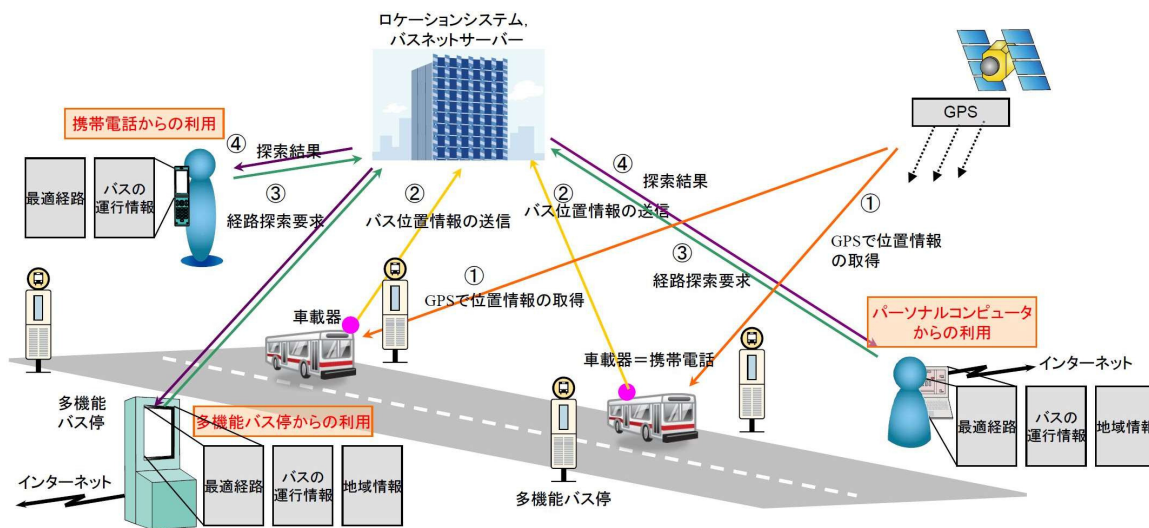 ロケーションシステム,
バスネットサーバー
GPS
携帯電話からの利用
④
探索結果
③
経路探索要求
最適経路
バスの
運行情報
②
バス位置情報の送信
②
バス位置情報の送信
④
探索結果
③
経路探索要求
①
GPSで位置情報
の取得
①
GPSで位置情報の取得
車載器
車載器＝携帯電話
パーソナルコンピュータ
からの利用
インターネット
最適経路
バスの
運行情報
地域情報
多機能
バス停
多機能バス停からの利用
最適経路
バスの
運行情報
地域情報
インターネット
多機能バス停